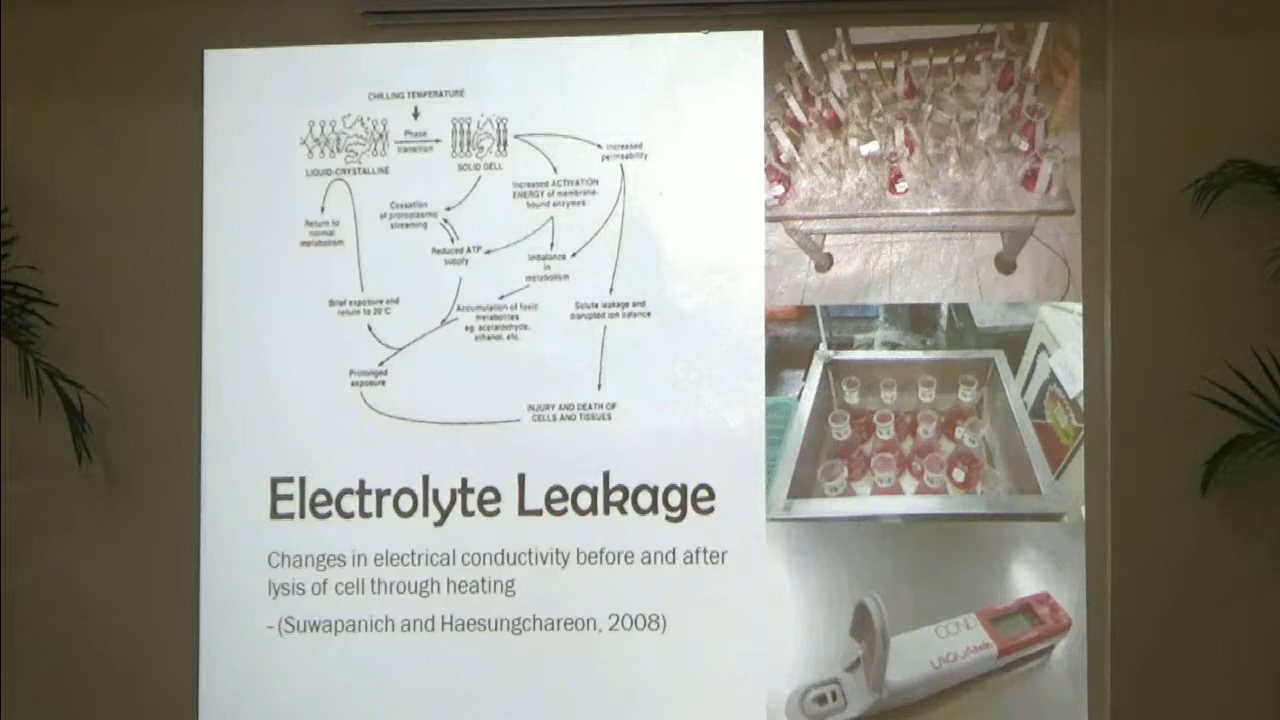 CHILLING TEMPERATURE
Phase
transition
LIQUID-CRYSTALLINE
SOLID GELL
Increased
permeability
Increased ACTIVATION
ENERGY of membrane-
bound enzymes
Cessation
of protoplasmic
streaming
Return to
normal
metabolism
Reduced ATP
supply
Imbalance
in
metabolism
Brief exposure and
return to 20°C
Accumulation of toxic
metabolites
eg. acetaldehyde,
ethanol, etc.
Solute leakage and
disrupted ion balance
Prolonged
exposure
INJURY AND DEATH OF
CELLS AND TISSUES
Electrolyte Leakage
Changes in electrical conductivity before and after
lysis of cell through heating
- (Suwapanich and Haesungchareon, 2008)
COND
LAQUAtwin